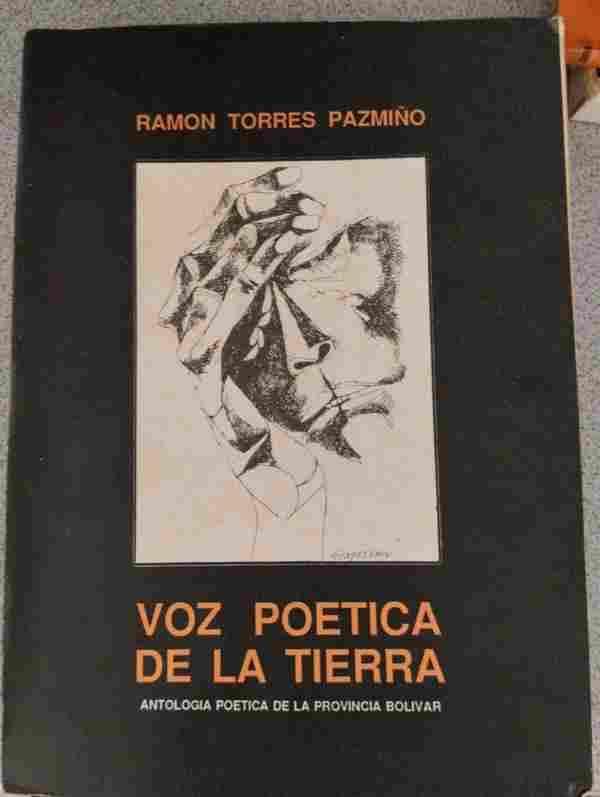 RAMON TORRES PAZMIÑO
VOZ POETICA
DE LA TIERRA
ANTOLOGIA POETICA DE LA PROVINCIA BOLIVAR